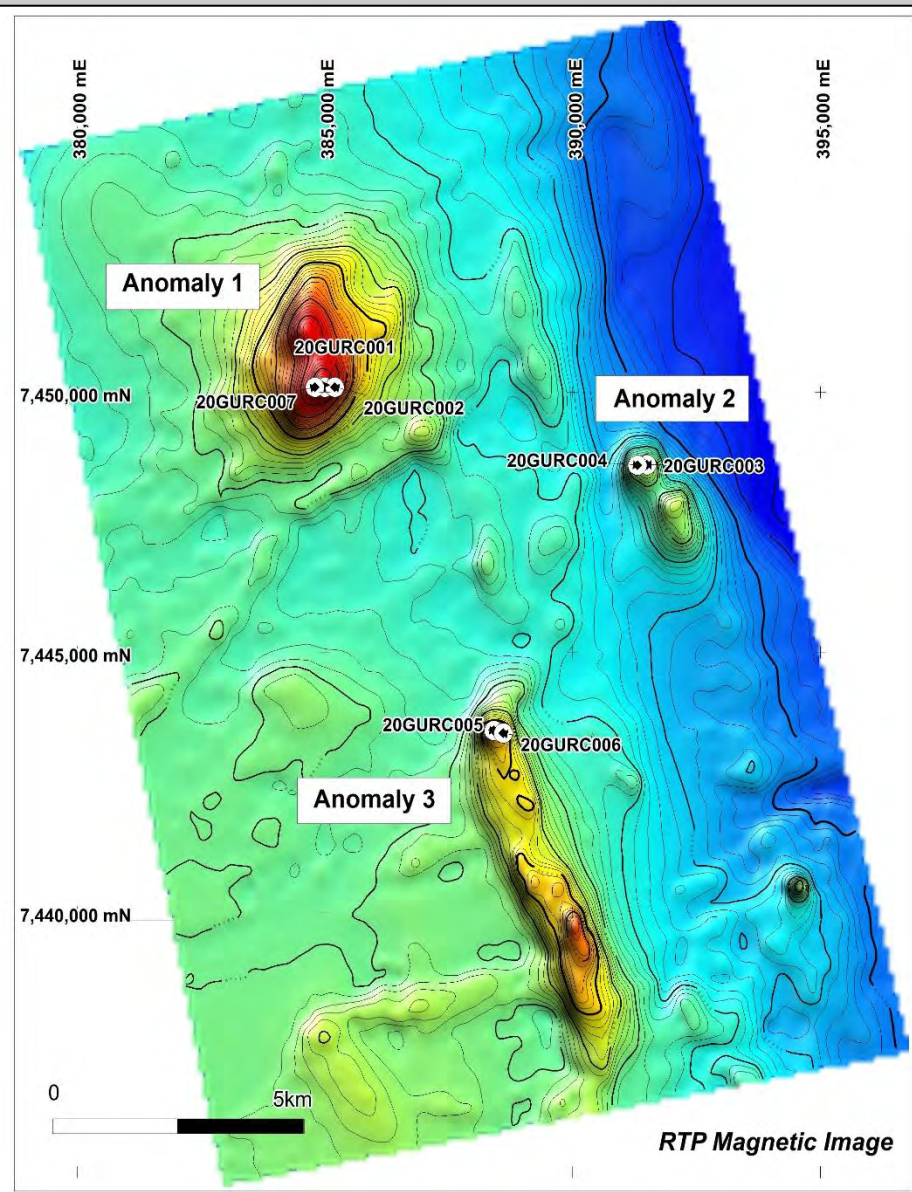 380,000 mE
385,000 mE
390,000 mE
395,000 mE
Anomaly 1
20GURC001
7,450,000 mN
20GURC007
20GURC002
Anomaly 2
20GURC004
20GURC003
7,445,000 mN
20GURC005
20GURC006
Anomaly 3
7,440,000 mN
0
5km
RTP Magnetic Image